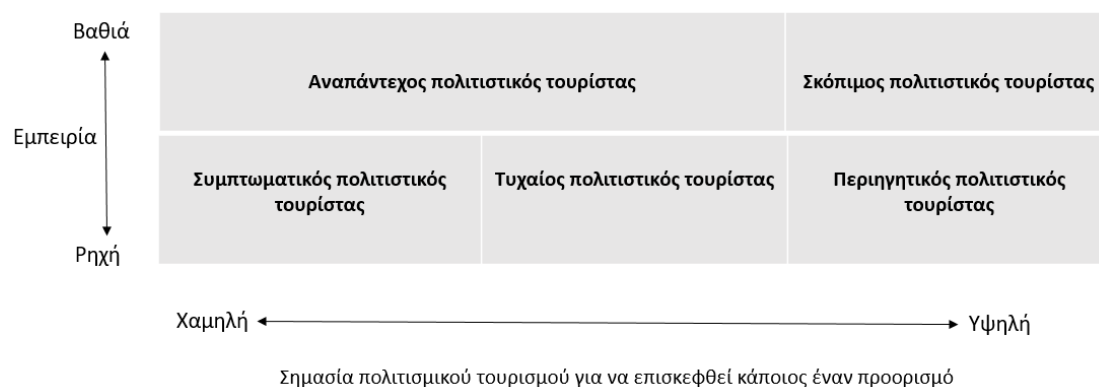 Βαθιά
Αναπάντεχος πολιτιστικός τουρίστας
Σκόπιμος πολιτιστικός τουρίστας
Εμπειρία
Συμπτωματικός πολιτιστικός
τουρίστας
Τυχαίος πολιτιστικός τουρίστας
Περιηγητικός πολιτιστικός
τουρίστας
Ρηχή
Χαμηλή
Υψηλή
Σημασία πολιτισμικού τουρισμού για να επισκεφθεί κάποιος έναν προορισμό